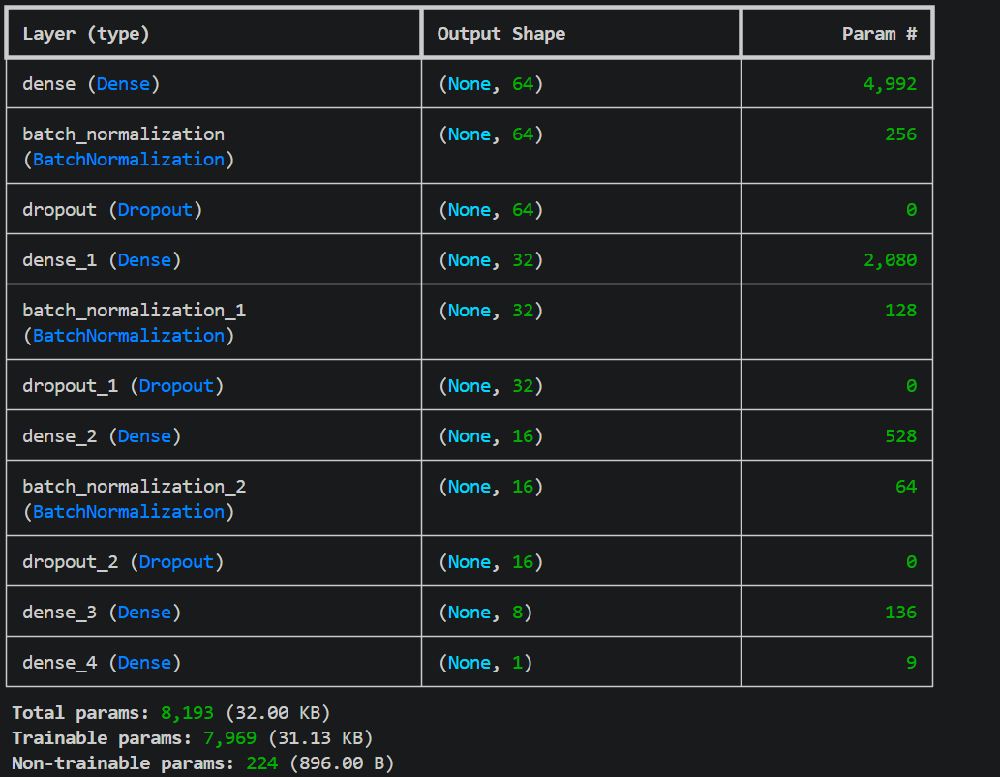 Layer (type) Output Shape Param #
dense (Dense) (None, 64) 4,992
batch_normalization (None, 64) 256
(BatchNormalization)
dropout (Dropout) (None, 64) 0
dense_1 (Dense) (None, 32) 2,080
batch_normalization_1 (None, 32) 128
(BatchNormalization)
dropout_1 (Dropout) (None, 32) 0
dense_2 (Dense) (None, 16) 528
batch_normalization_2 (None, 16) 64
(BatchNormalization)
dropout_2 (Dropout) (None, 16) 0
dense_3 (Dense) (None, 8) 136
dense_4 (Dense) (None, 1) 9
Total params: 8,193 (32.00 KB)
Trainable params: 7,969 (31.13 KB)
Non-trainable params: 224 (896.00 B)